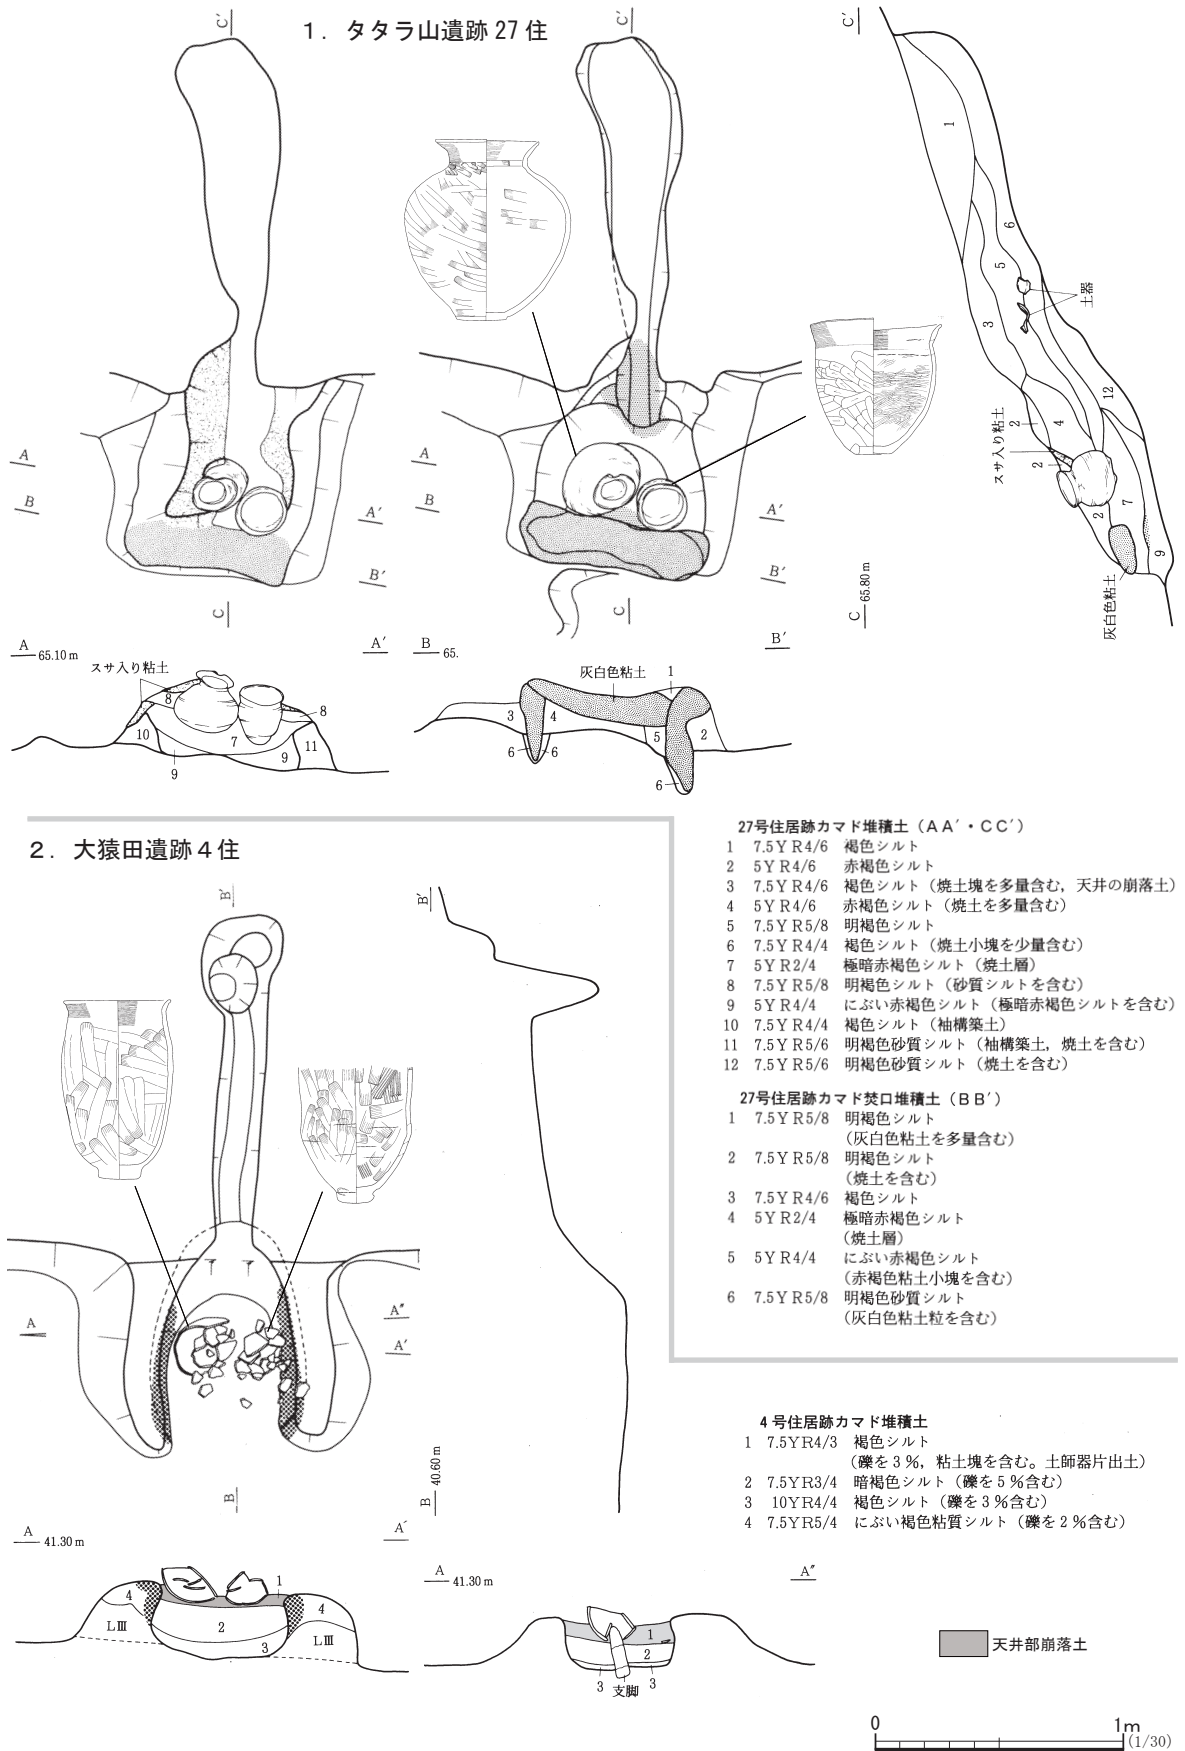 1．タタラ山遺跡 27 住
C′
C′
C′
1
6
5
土器
3
12
スサ入り粘土
2
4
2
2
7
9
灰白色粘土
C 65.80 m
A
B
A′
B′
C
A
B
A′
B′
C
A 65.10 m
A′
スサ入り粘土
8
8
10
7
11
9
9
B 65.
B′
灰白色粘土
1
3
4
5
2
6
6
6
27号住居跡カマド堆積土（ＡＡ′・ＣＣ′）
1 7.5ＹＲ4/6 褐色シルト
2 5ＹＲ4/6 赤褐色シルト
3 7.5ＹＲ4/6 褐色シルト（焼土塊を多量含む，天井の崩落土）
4 5ＹＲ4/6 赤褐色シルト（焼土を多量含む）
5 7.5ＹＲ5/8 明褐色シルト
6 7.5ＹＲ4/4 褐色シルト（焼土小塊を少量含む）
7 5ＹＲ2/4 極暗赤褐色シルト（焼土層）
8 7.5ＹＲ5/8 明褐色シルト（砂質シルトを含む）
9 5ＹＲ4/4 にぶい赤褐色シルト（極暗赤褐色シルトを含む）
10 7.5ＹＲ4/4 褐色シルト（袖構築土）
11 7.5ＹＲ5/6 明褐色砂質シルト（袖構築土，焼土を含む）
12 7.5ＹＲ5/6 明褐色砂質シルト（焼土を含む）
27号住居跡カマド焚口堆積土（ＢＢ′）
1 7.5ＹＲ5/8 明褐色シルト
（灰白色粘土を多量含む）
2 7.5ＹＲ5/8 明褐色シルト
（焼土を含む）
3 7.5ＹＲ4/6 褐色シルト
4 5ＹＲ2/4 極暗赤褐色シルト
（焼土層）
5 5ＹＲ4/4 にぶい赤褐色シルト
（赤褐色粘土小塊を含む）
6 7.5ＹＲ5/8 明褐色砂質シルト
（灰白色粘土粒を含む）
2．大猿田遺跡４住
B′
B′
A
A″
A′
B
B 40.60 m
A 41.30 m
A′
1
4
4
2
LⅢ
LⅢ
3
A 41.30 m
A″
1
2
3
3
支脚
4号住居跡カマド堆積土
1 7.5ＹＲ4/3 褐色シルト
（礫を３％，粘土塊を含む。土師器片出土）
2 7.5ＹＲ3/4 暗褐色シルト（礫を５％含む）
3 10ＹＲ4/4 褐色シルト（礫を３％含む）
4 7.5ＹＲ5/4 にぶい褐色粘質シルト（礫を２％含む）
天井部崩落土
0
1m
(1/30)